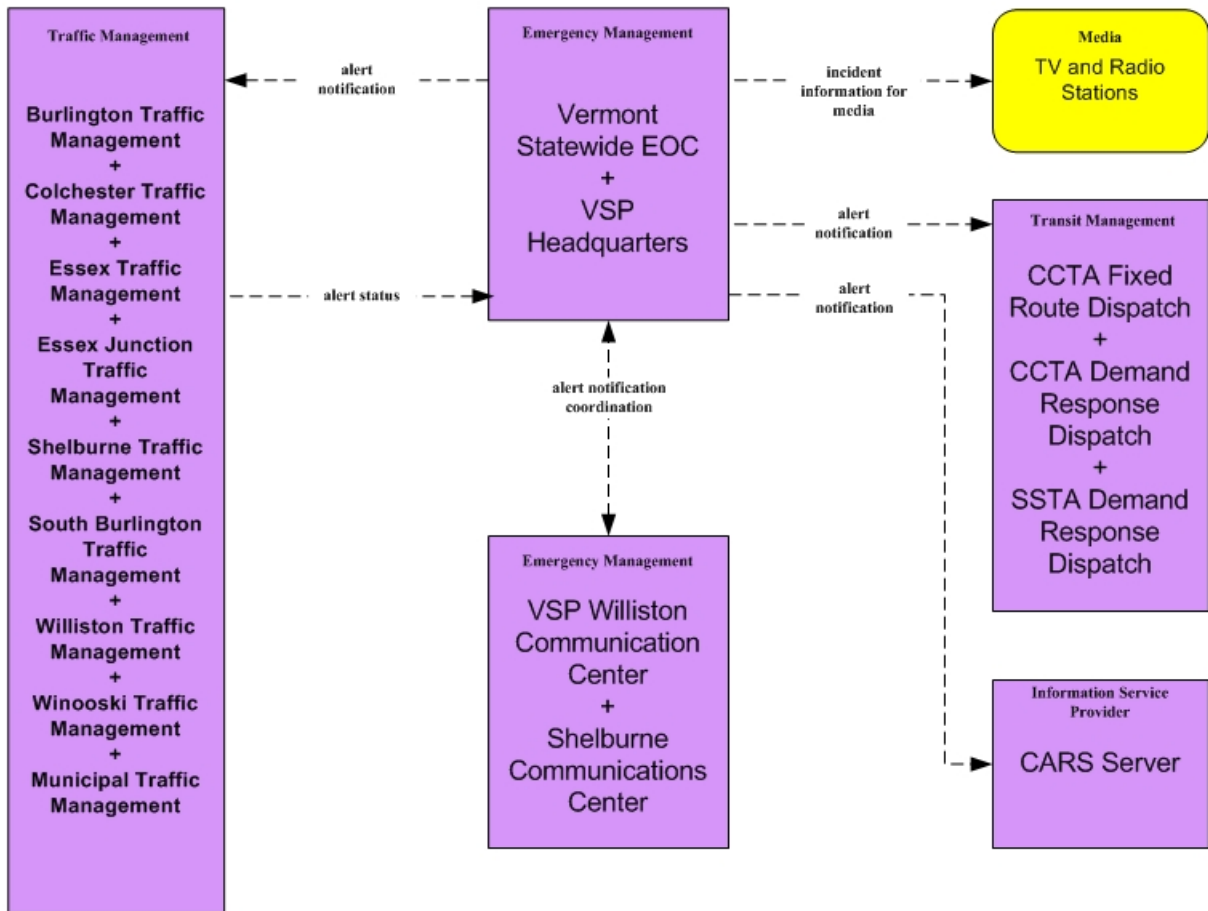 Traffic Management
Burlington Traffic
Management
+
Colchester Traffic
Management
+
Essex Traffic
Management
+
Essex Junction
Traffic
Management
+
Shelburne Traffic
Management
+
South Burlington
Traffic
Management
+
Williston Traffic
Management
+
Winooski Traffic
Management
+
Municipal Traffic
Management
alert
notification
alert status
Emergency Management
Vermont
Statewide EOC
+
VSP
Headquarters
alert notification
coordination
Emergency Management
VSP Williston
Communication
Center
+
Shelburne
Communications
Center
incident
information for
media
alert
notification
alert
notification
Media
TV and Radio
Stations
Transit Management
CCTA Fixed
Route Dispatch
+
CCTA Demand
Response
Dispatch
+
SSTA Demand
Response
Dispatch
Information Service
Provider
CARS Server